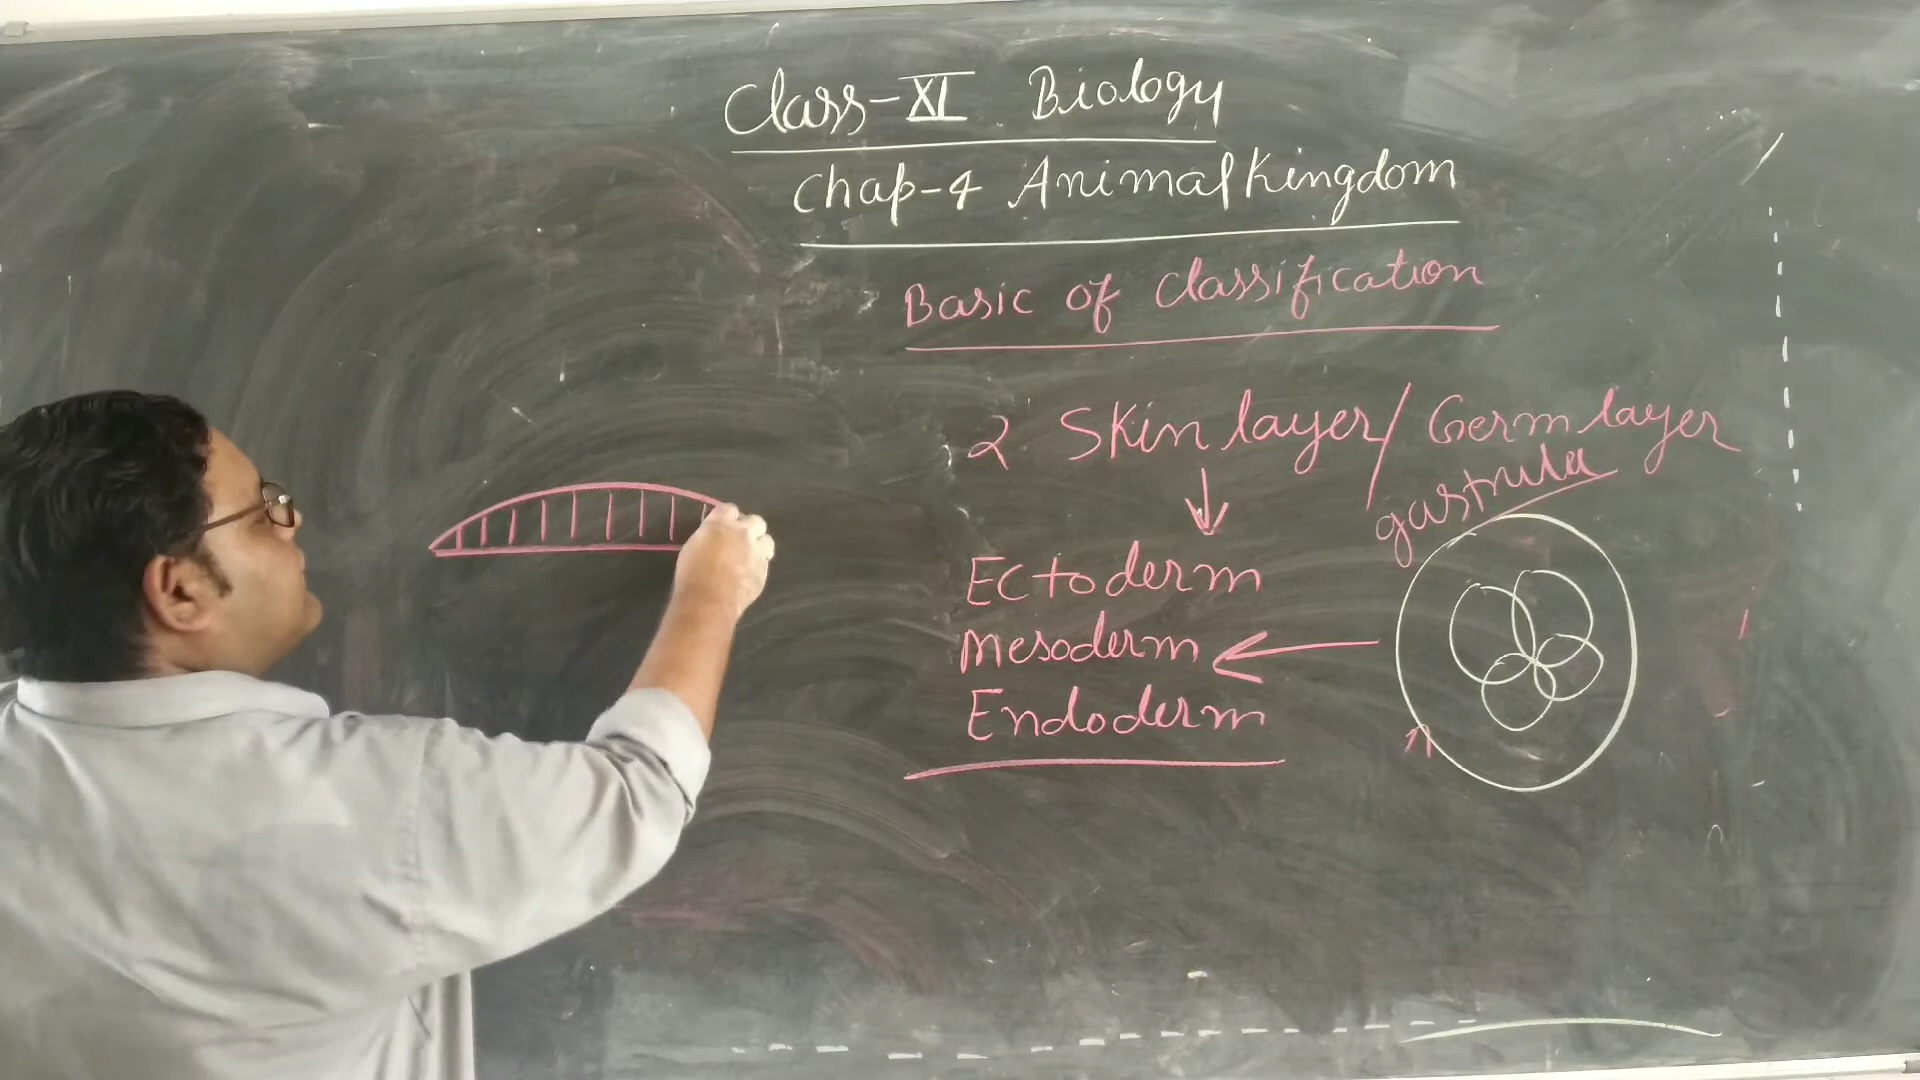 Class-XI Biology
Chap-4 Animal Kingdom
Basic of Classification
2 Skin layer/ Germ layer
gastrula
Ectoderm
Mesoderm
Endoderm